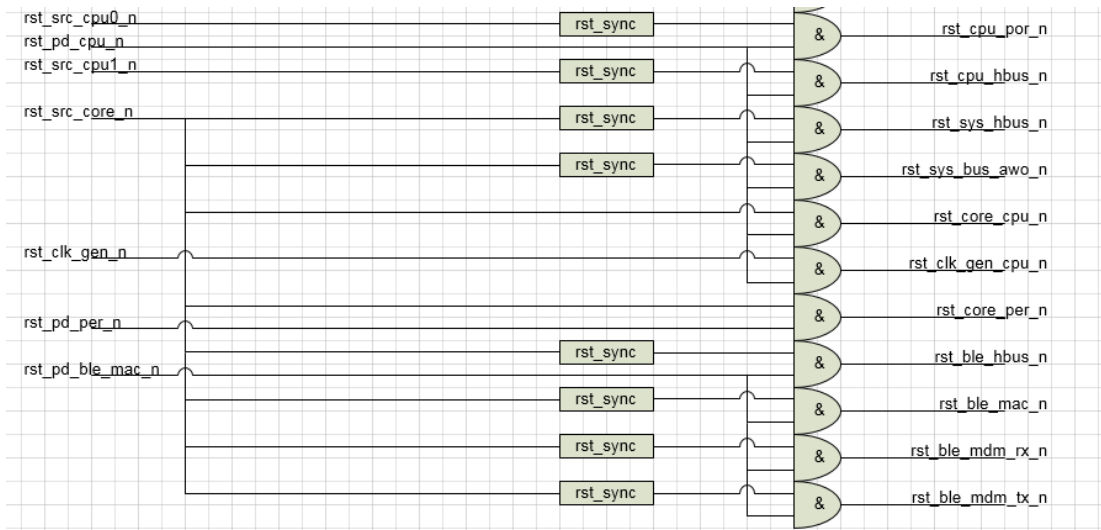 rst_src_cpu0_n rst_sync
rst_pd_cpu_n & rst_cpu_por_n
rst_src_cpu1_n rst_sync
& rst_cpu_hbus_n
rst_src_core_n rst_sync
& rst_sys_hbus_n
rst_sync
& rst_sys_bus_awo_n
& rst_core_cpu_n
rst_clk_gen_n
& rst_clk_gen_cpu_n
& rst_core_per_n
rst_pd_per_n
rst_sync
& rst_ble_hbus_n
rst_pd_ble_mac_n
rst_sync
& rst_ble_mac_n
rst_sync
& rst_ble_mdm_rx_n
rst_sync
& rst_ble_mdm_tx_n